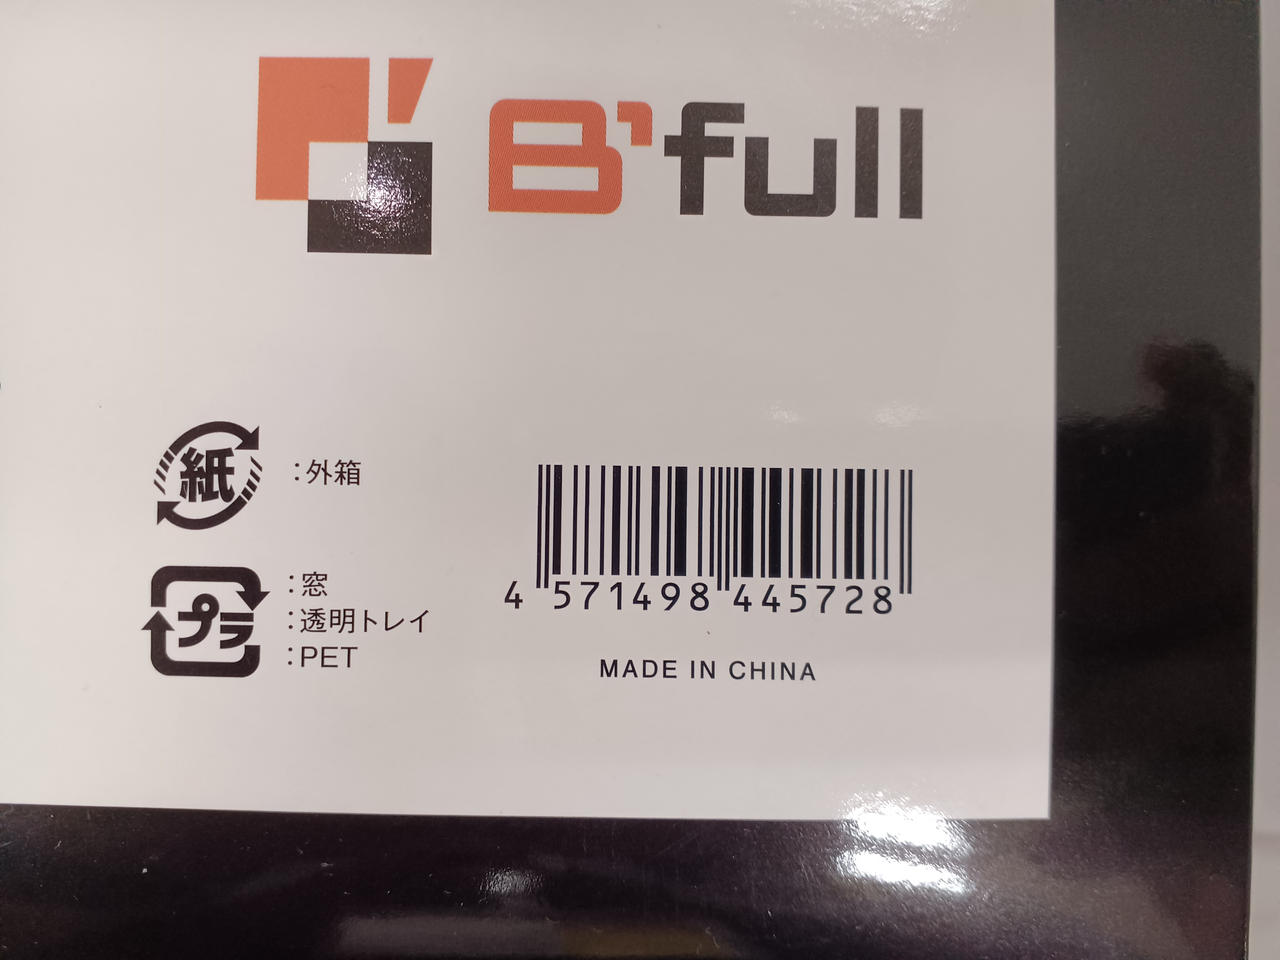 B'full
紙
：外箱
プラ
：窓
：透明トレイ
：PET
4 571498 445728
MADE IN CHINA